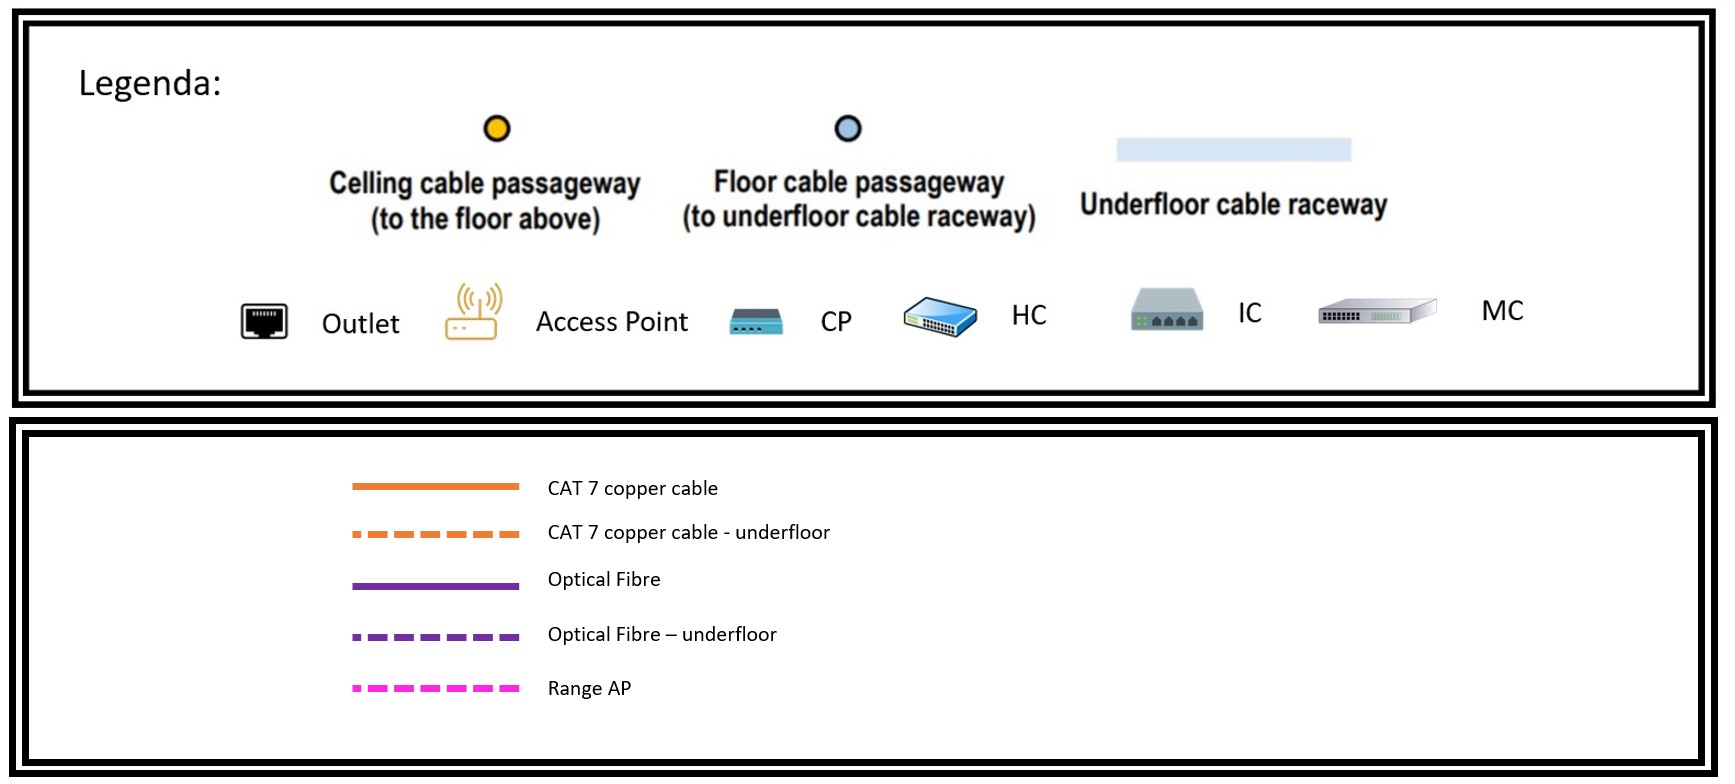 Legenda:
Celling cable passageway
(to the floor above)
Floor cable passageway
(to underfloor cable raceway)
Underfloor cable raceway
Outlet
Access Point
CP
HC
IC
MC
CAT 7 copper cable
CAT 7 copper cable - underfloor
Optical Fibre
Optical Fibre – underfloor
Range AP